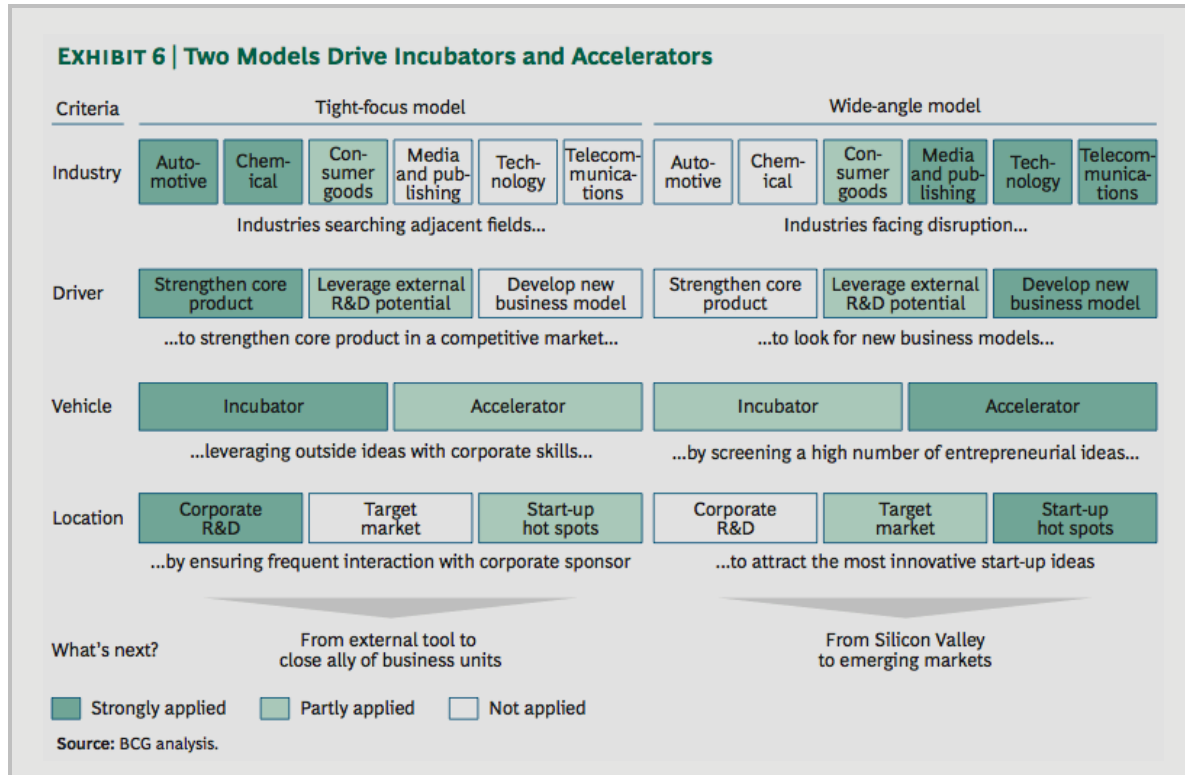 EXHIBIT 6 | Two Models Drive Incubators and Accelerators
Criteria
Tight-focus model
Wide-angle model
Industry
Auto-
motive
Chem-
ical
Con-
sumer
goods
Media
and pub-
lishing
Tech-
nology
Telecom-
munica-
tions
Auto-
motive
Chem-
ical
Con-
sumer
goods
Media
and pub-
lishing
Tech-
nology
Telecom-
munica-
tions
Industries searching adjacent fields...
Industries facing disruption...
Driver
Strengthen core
product
Leverage external
R&D potential
Develop new
business model
Strengthen core
product
Leverage external
R&D potential
Develop new
business model
...to strengthen core product in a competitive market...
...to look for new business models...
Vehicle
Incubator
Accelerator
Incubator
Accelerator
...leveraging outside ideas with corporate skills...
...by screening a high number of entrepreneurial ideas...
Location
Corporate
R&D
Target
market
Start-up
hot spots
Corporate
R&D
Target
market
Start-up
hot spots
...by ensuring frequent interaction with corporate sponsor
...to attract the most innovative start-up ideas
What's next?
From external tool to
close ally of business units
From Silicon Valley
to emerging markets
Strongly applied
Partly applied
Not applied
Source: BCG analysis.